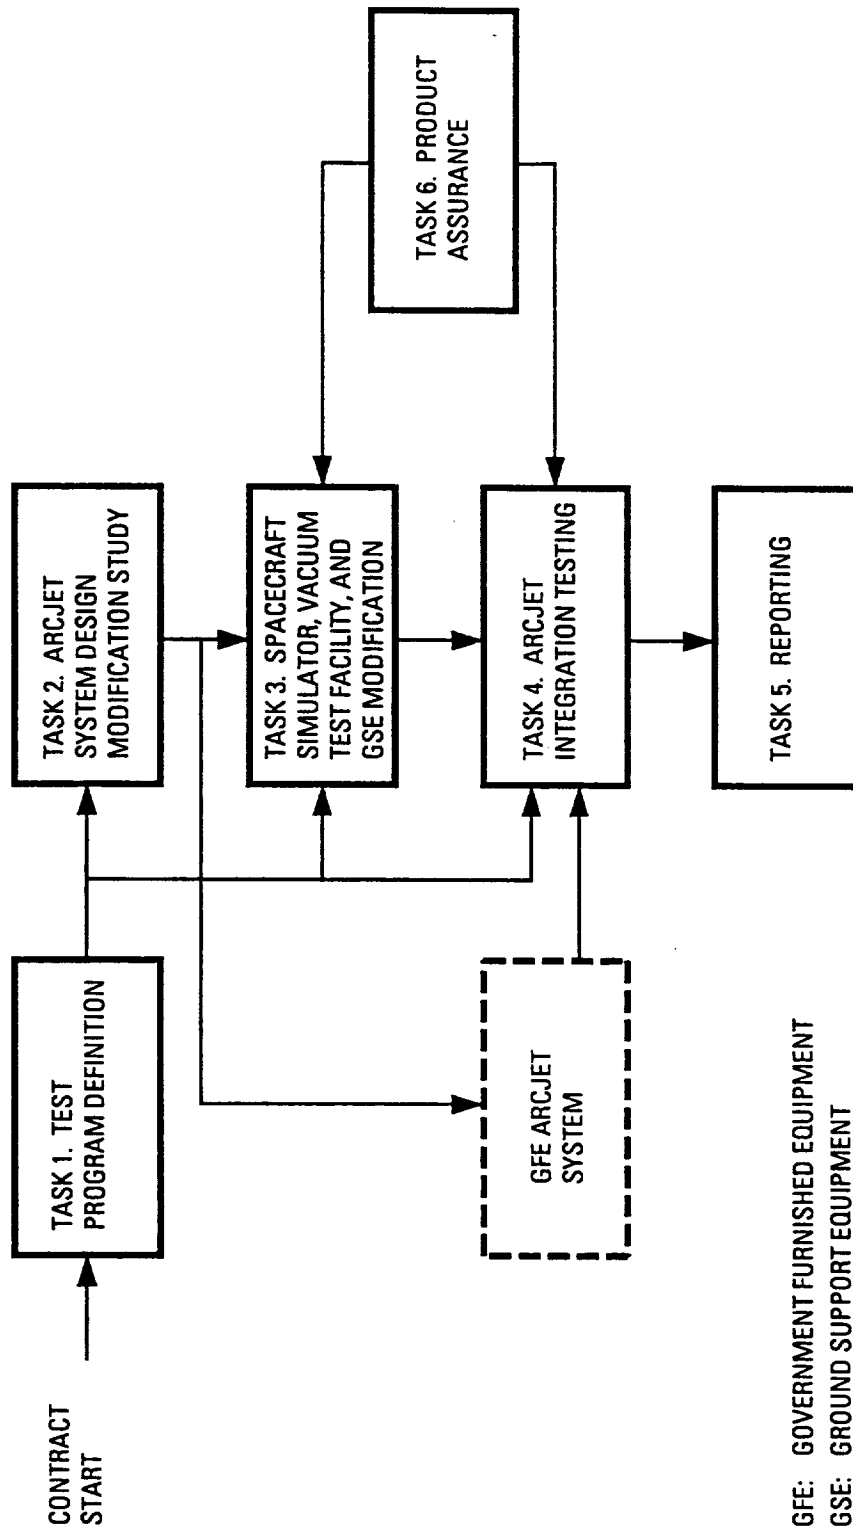 CONTRACT
START
TASK 1. TEST
PROGRAM DEFINITION
TASK 2. ARCJET
SYSTEM DESIGN
MODIFICATION STUDY
TASK 3. SPACECRAFT
SIMULATOR, VACUUM
TEST FACILITY, AND
GSE MODIFICATION
TASK 6. PRODUCT
ASSURANCE
GFE ARCJET
SYSTEM
TASK 4. ARCJET
INTEGRATION TESTING
TASK 5. REPORTING
GFE: GOVERNMENT FURNISHED EQUIPMENT
GSE: GROUND SUPPORT EQUIPMENT